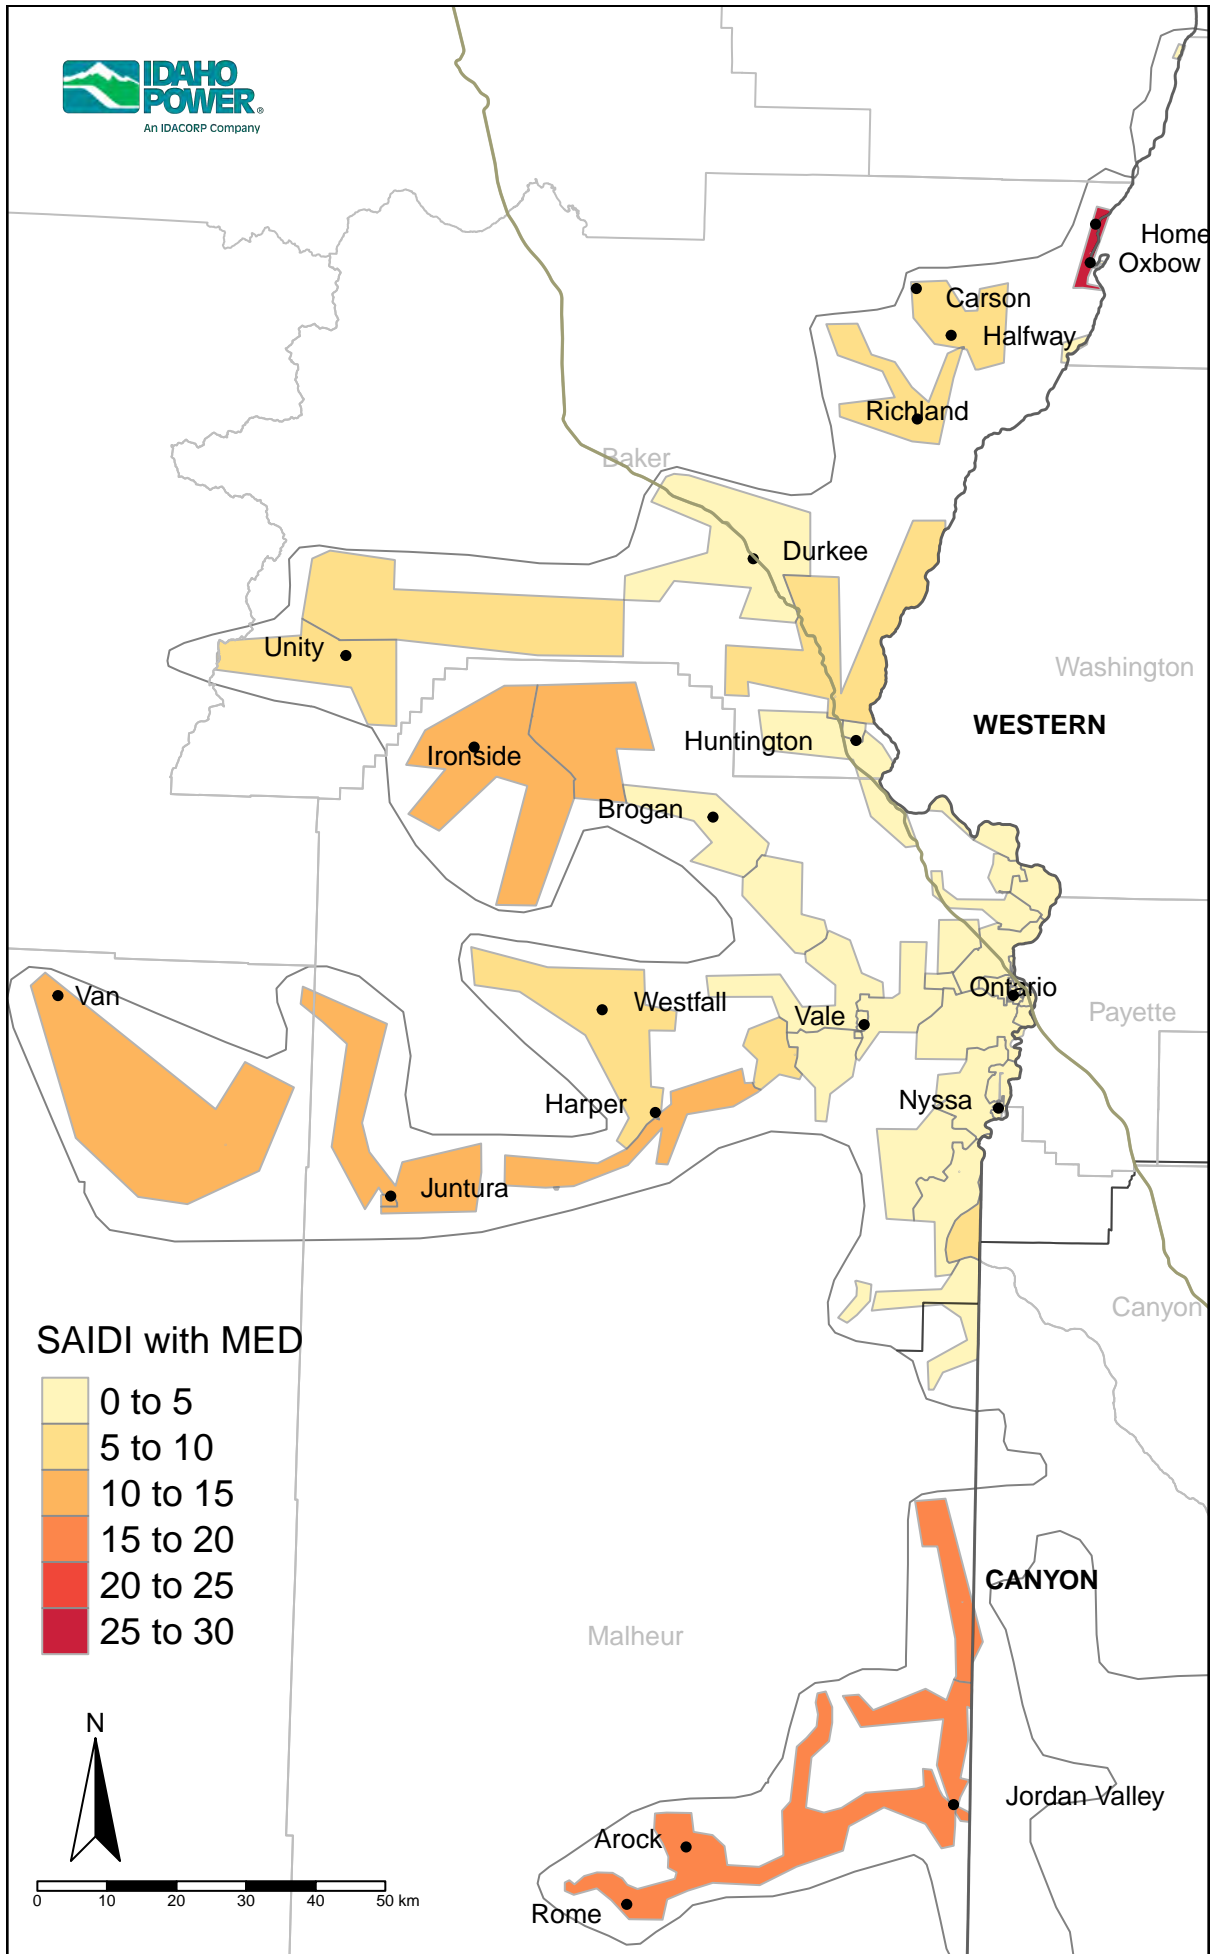 IDAHO
POWER®
An IDACORP Company
Home
Oxbow
Carson
Halfway
Richland
Baker
Durkee
Unity
Washington
WESTERN
Huntington
Ironside
Brogan
Van
Westfall
Ontario
Vale
Payette
Harper
Nyssa
Juntura
Canyon
SAIDI with MED
0 to 5
5 to 10
10 to 15
15 to 20
20 to 25
25 to 30
CANYON
Malheur
N
Jordan Valley
Arock
Rome
0 10 20 30 40 50 km